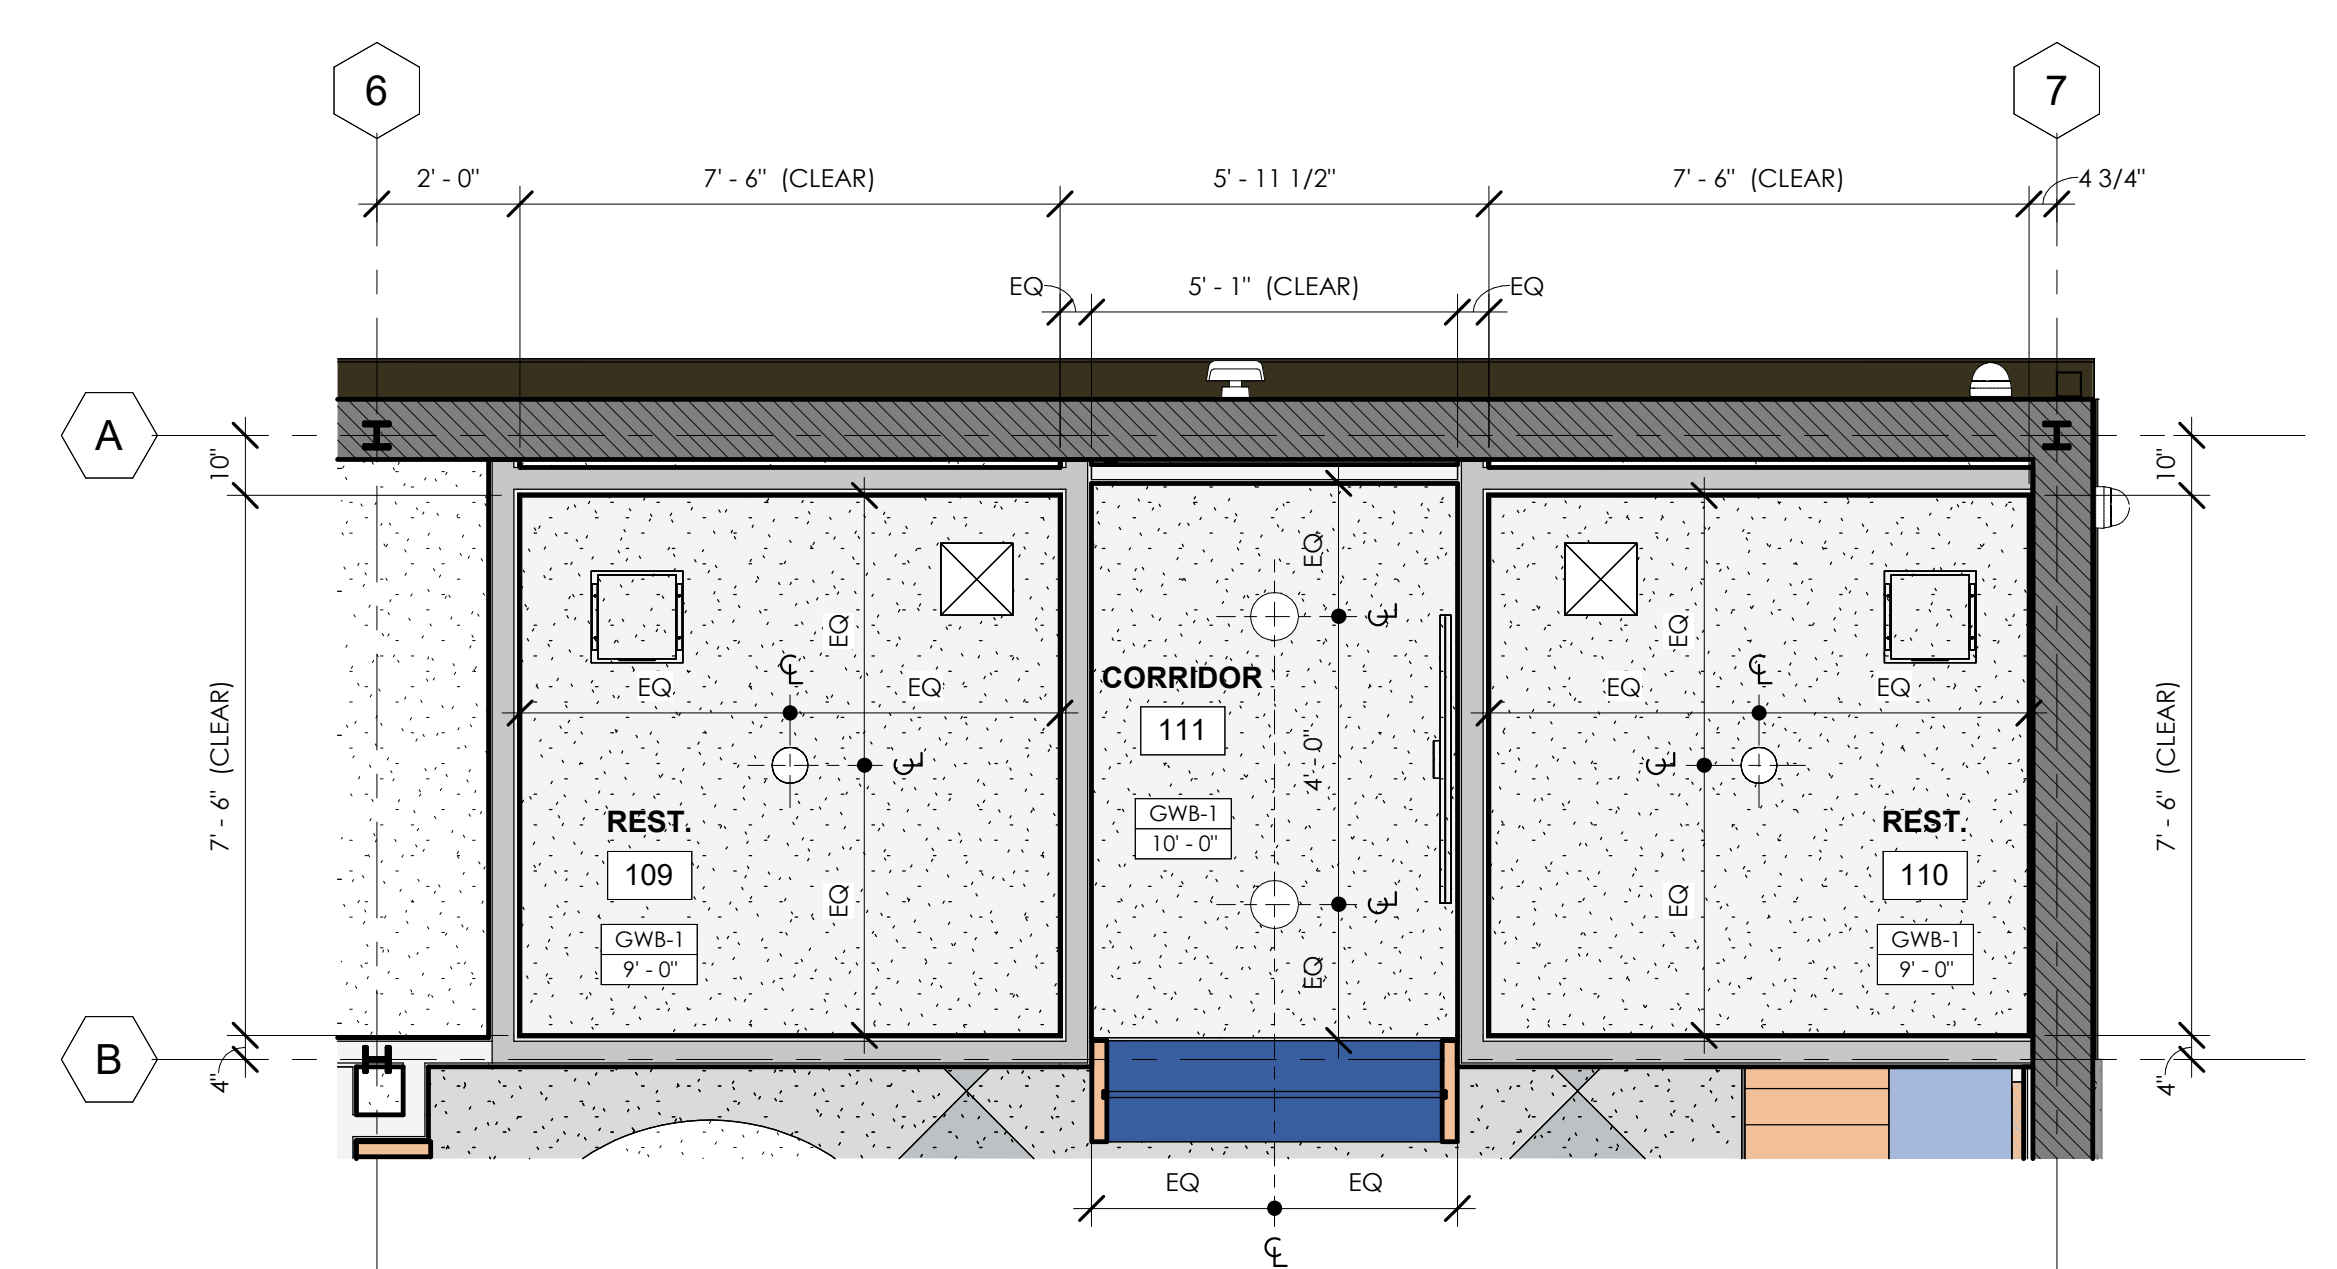 6
7
2' - 0"
7' - 6" (CLEAR)
5' - 11 1/2"
7' - 6" (CLEAR)
4 3/4"
EQ
5' - 1" (CLEAR)
EQ
A
10"
10"
EQ
EQ
EQ
EQ
EQ
EQ
EQ
℄
℄
℄
CORRIDOR
111
4' - 0"
7' - 6" (CLEAR)
7' - 6" (CLEAR)
℄
℄
GWB-1
10' - 0"
REST.
109
GWB-1
9' - 0"
REST.
110
GWB-1
9' - 0"
EQ
EQ
℄
EQ
B
4"
4"
EQ
EQ
℄